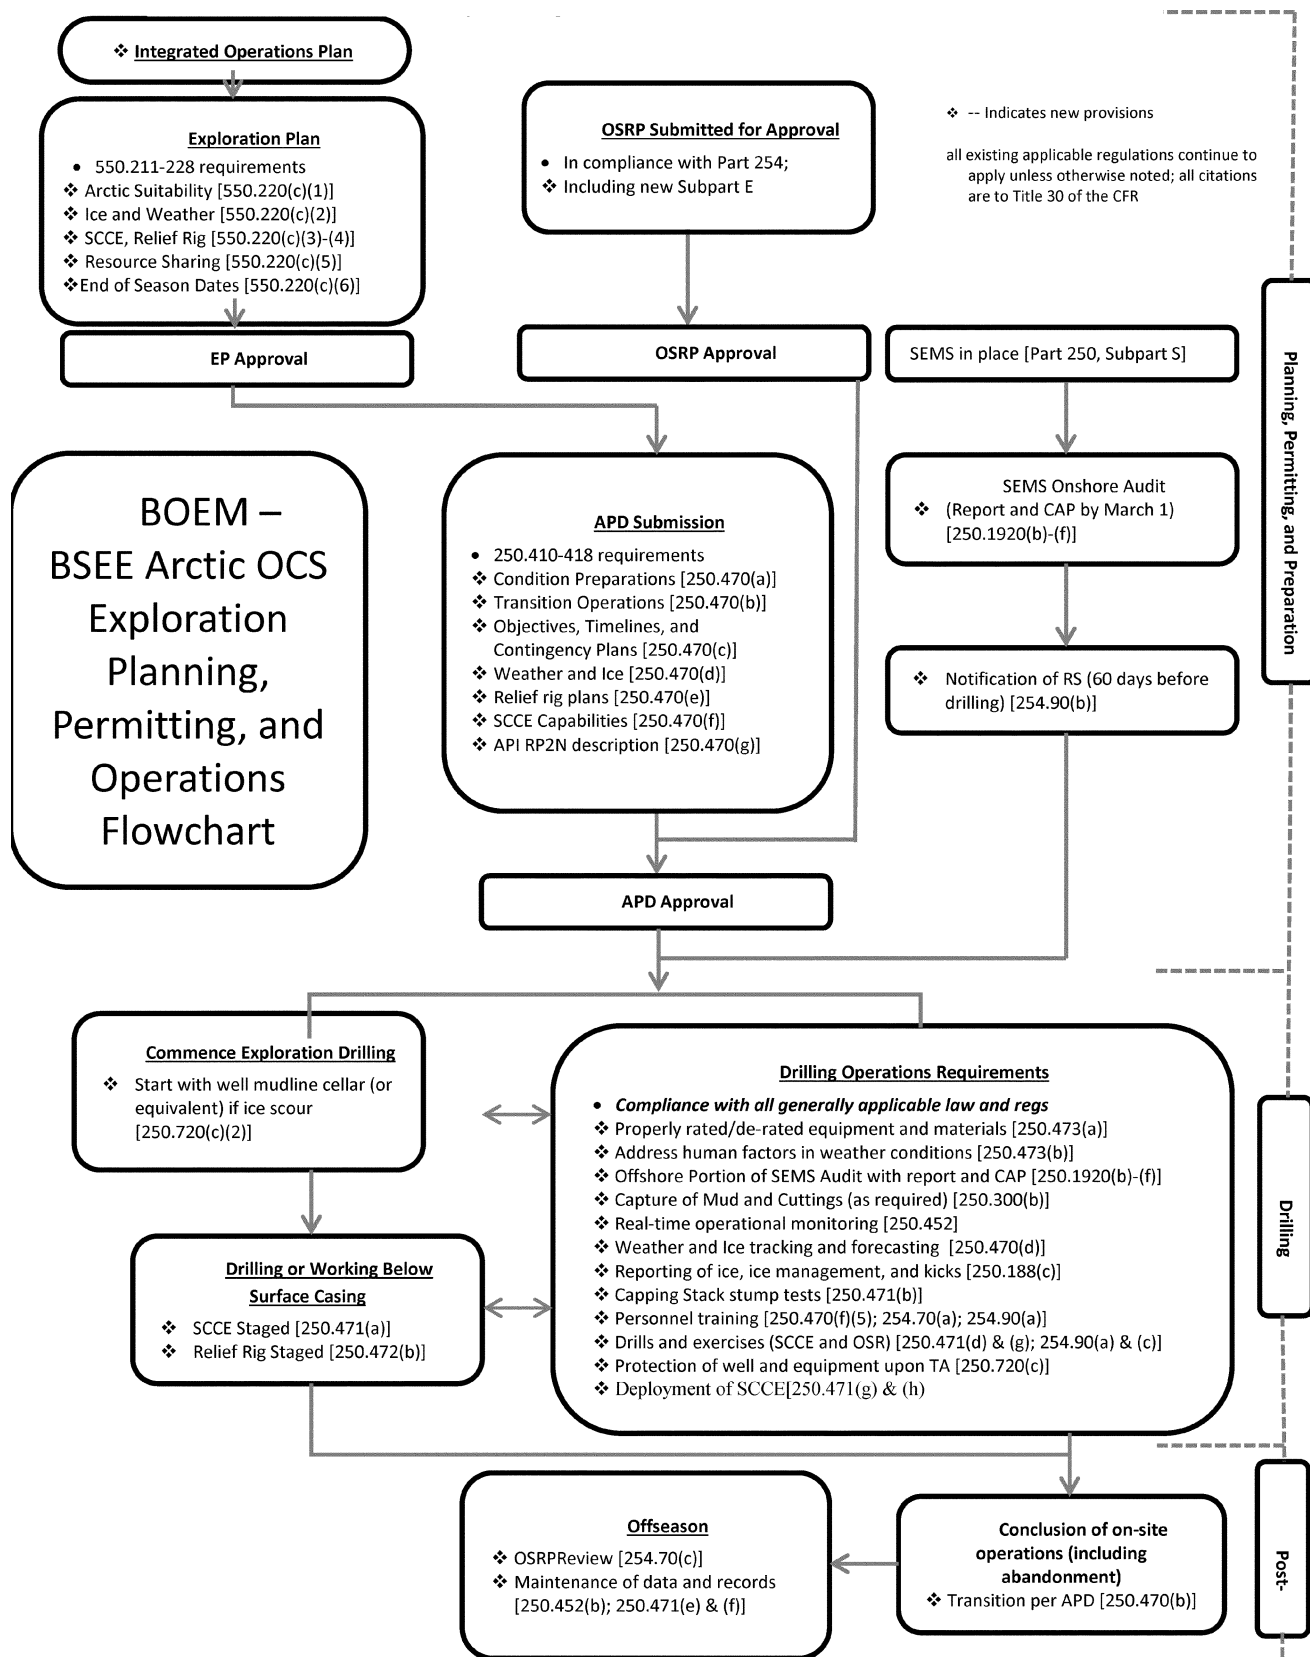 ❖ Integrated Operations Plan
Exploration Plan
• 550.211-228 requirements
❖ Arctic Suitability [550.220(c)(1)]
❖ Ice and Weather [550.220(c)(2)]
❖ SCCE, Relief Rig [550.220(c)(3)-(4)]
❖ Resource Sharing [550.220(c)(5)]
❖End of Season Dates [550.220(c)(6)]
OSRP Submitted for Approval
• In compliance with Part 254;
❖ Including new Subpart E
❖ -- Indicates new provisions
all existing applicable regulations continue to
apply unless otherwise noted; all citations
are to Title 30 of the CFR
EP Approval
OSRP Approval
SEMS in place [Part 250, Subpart S]
Planning, Permitting, and Preparation
BOEM –
BSEE Arctic OCS
Exploration
Planning,
Permitting, and
Operations
Flowchart
APD Submission
• 250.410-418 requirements
❖ Condition Preparations [250.470(a)]
❖ Transition Operations [250.470(b)]
❖ Objectives, Timelines, and
Contingency Plans [250.470(c)]
❖ Weather and Ice [250.470(d)]
❖ Relief rig plans [250.470(e)]
❖ SCCE Capabilities [250.470(f)]
❖ API RP2N description [250.470(g)]
SEMS Onshore Audit
❖ (Report and CAP by March 1)
[250.1920(b)-(f)]
❖ Notification of RS (60 days before
drilling) [254.90(b)]
APD Approval
Commence Exploration Drilling
❖ Start with well mudline cellar (or
equivalent) if ice scour
[250.720(c)(2)]
Drilling Operations Requirements
• Compliance with all generally applicable law and regs
❖ Properly rated/de-rated equipment and materials [250.473(a)]
❖ Address human factors in weather conditions [250.473(b)]
❖ Offshore Portion of SEMS Audit with report and CAP [250.1920(b)-(f)]
❖ Capture of Mud and Cuttings (as required) [250.300(b)]
❖ Real-time operational monitoring [250.452]
❖ Weather and Ice tracking and forecasting [250.470(d)]
❖ Reporting of ice, ice management, and kicks [250.188(c)]
❖ Capping Stack stump tests [250.471(b)]
❖ Personnel training [250.470(f)(5); 254.70(a); 254.90(a)]
❖ Drills and exercises (SCCE and OSR) [250.471(d) & (g); 254.90(a) & (c)]
❖ Protection of well and equipment upon TA [250.720(c)]
❖ Deployment of SCCE[250.471(g) & (h)
Drilling
Drilling or Working Below
Surface Casing
❖ SCCE Staged [250.471(a)]
❖ Relief Rig Staged [250.472(b)]
Offseason
❖ OSRPReview [254.70(c)]
❖ Maintenance of data and records
[250.452(b); 250.471(e) & (f)]
Conclusion of on-site
operations (including
abandonment)
❖ Transition per APD [250.470(b)]
Post-